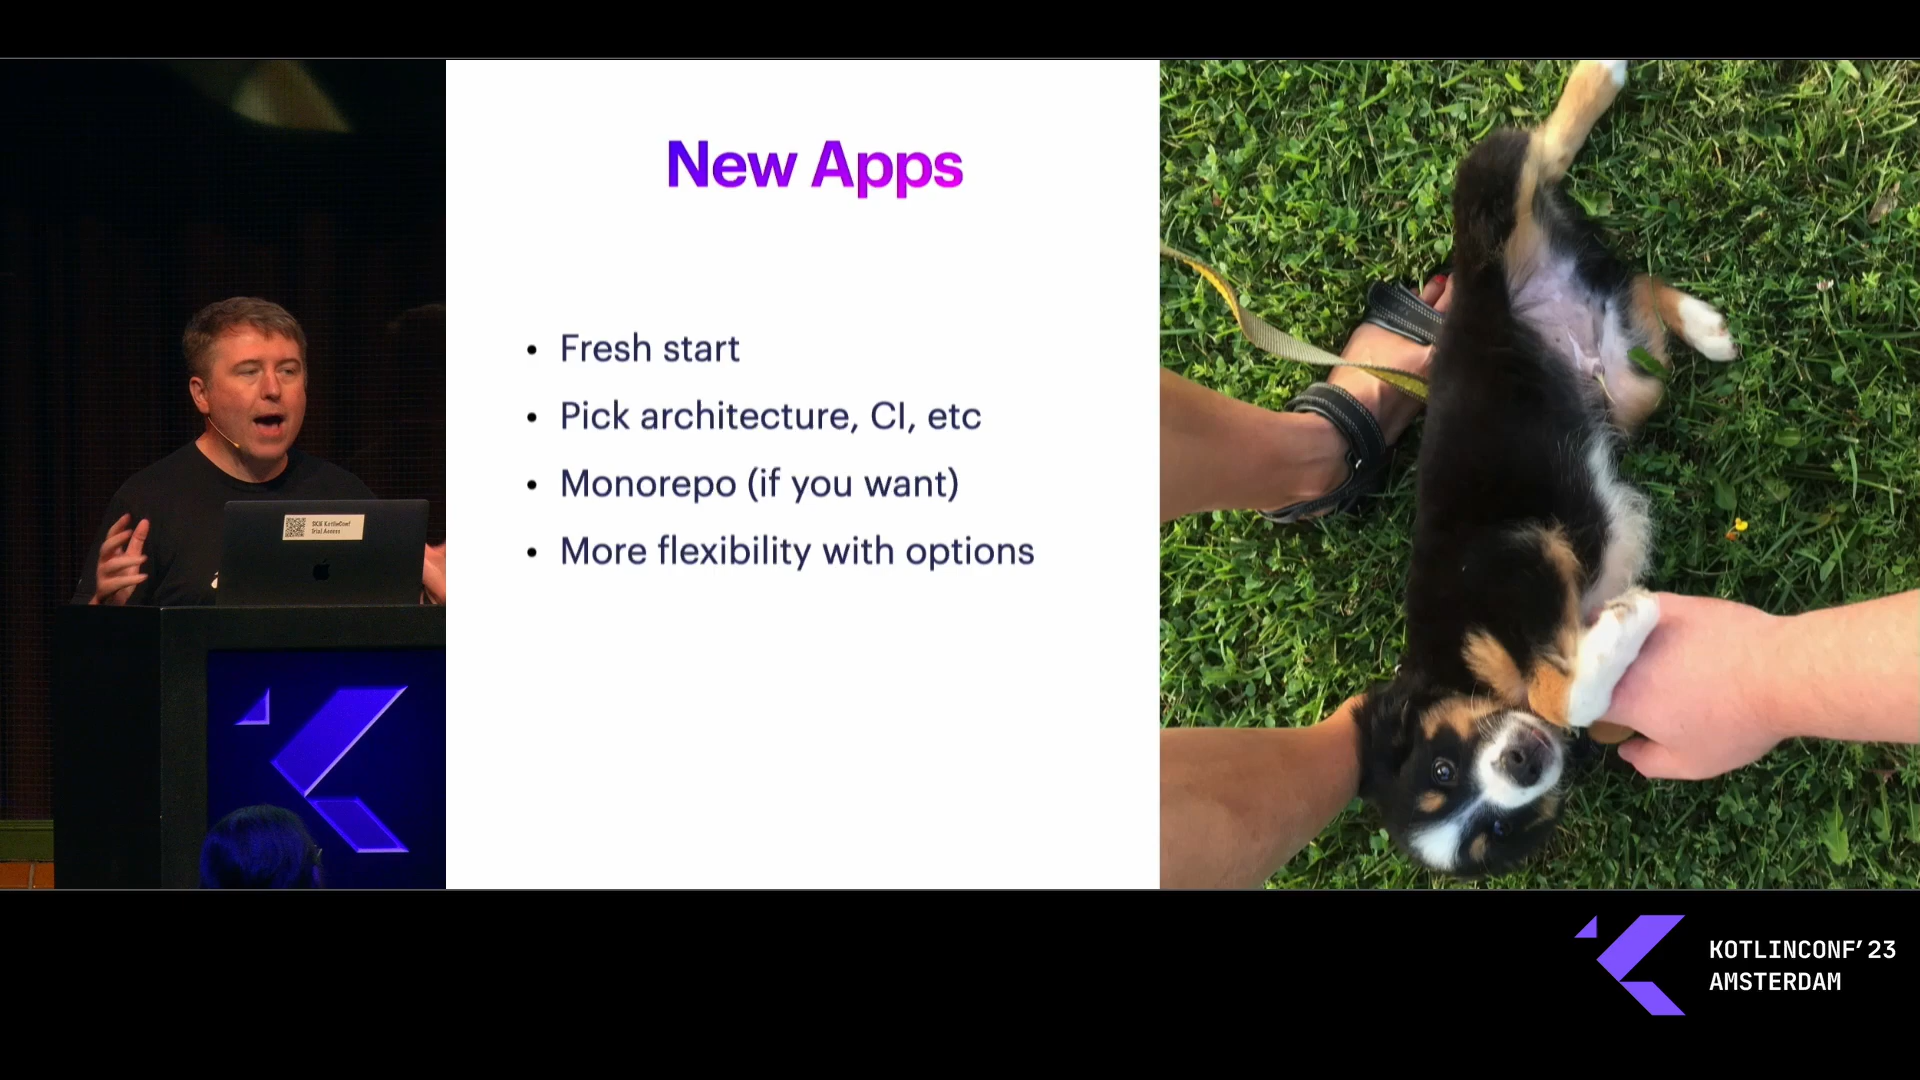 New Apps
• Fresh start
• Pick architecture, CI, etc
• Monorepo (if you want)
• More flexibility with options
KOTLINCONF'23
AMSTERDAM